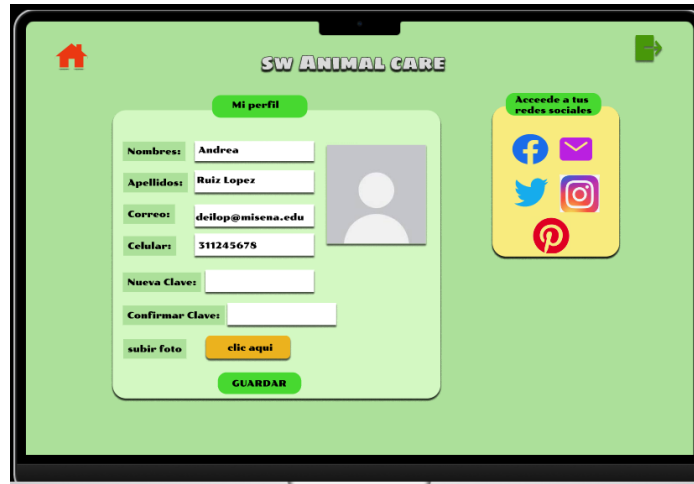 SW ANIMAL CARE
Mi perfil
Nombres: Andrea
Apellidos: Ruiz Lopez
Correo: deilop@misena.edu
Celular: 311245678
Nueva Clave:
Confirmar Clave:
subir foto clic aqui
GUARDAR
Acceede a tus
redes sociales